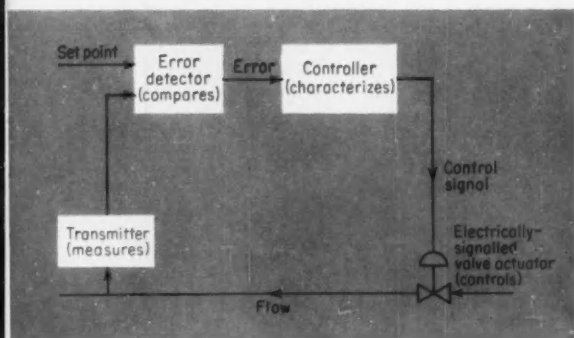 Set point
Error
detector
(compares)
Error
Controller
(characterizes)
Control
signal
Transmitter
(measures)
Electrically-
signalled
valve actuator
(controls)
Flow